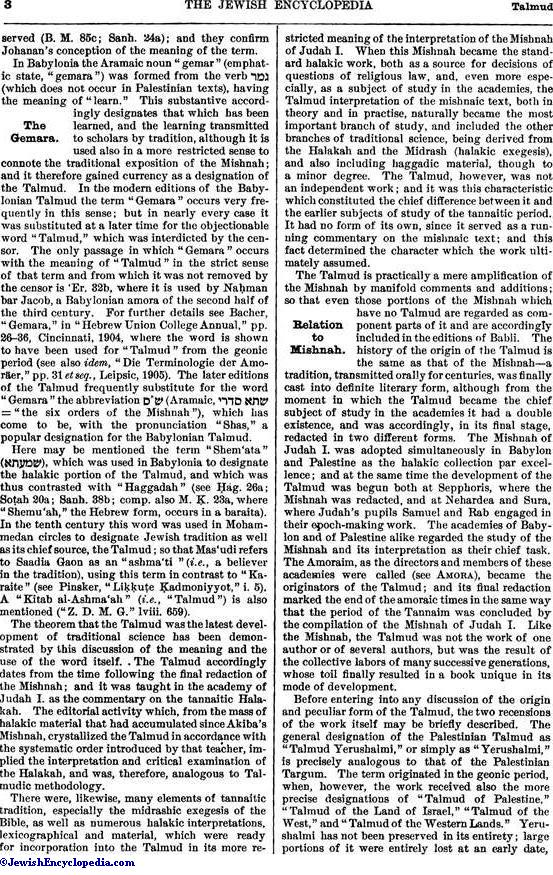 3
THE JEWISH ENCYCLOPEDIA
Talmud
served (B. M. 85c; Sanh. 24a); and they confirm
Johanan's conception of the meaning of the term.
In Babylonia the Aramaic noun "gemar" (emphat-
ic state, "gemara") was formed from the verb גמר
(which does not occur in Palestinian texts), having
the meaning of "learn." This substantive accord-
ingly designates that which has been
The learned, and the learning transmitted
Gemara. to scholars by tradition, although it is
used also in a more restricted sense to
connote the traditional exposition of the Mishnah;
and it therefore gained currency as a designation of
the Talmud. In the modern editions of the Baby-
lonian Talmud the term "Gemara" occurs very fre-
quently in this sense; but in nearly every case it
was substituted at a later time for the objectionable
word "Talmud," which was interdicted by the cen-
sor. The only passage in which "Gemara" occurs
with the meaning of "Talmud" in the strict sense
of that term and from which it was not removed by
the censor is 'Er. 32b, where it is used by Naḥman
bar Jacob, a Babylonian amora of the second half of
the third century. For further details see Bacher,
"Gemara," in "Hebrew Union College Annual," pp.
26-36, Cincinnati, 1904, where the word is shown
to have been used for "Talmud" from the geonic
period (see also idem, "Die Terminologie der Amo-
räer," pp. 31 et seq., Leipsic, 1905). The later editions
of the Talmud frequently substitute for the word
"Gemara" the abbreviation ש"ס (Aramaic, שתא סדרי
= "the six orders of the Mishnah"), which has
come to be, with the pronunciation "Shas," a
popular designation for the Babylonian Talmud.
Here may be mentioned the term "Shem'ata"
(שמעתא), which was used in Babylonia to designate
the halakic portion of the Talmud, and which was
thus contrasted with "Haggadah" (see Ḥag. 26a;
Soṭah 20a; Sanh. 38b; comp. also M. Ḳ. 23a, where
"Shemu'ah," the Hebrew form, occurs in a baraita).
In the tenth century this word was used in Moham-
medan circles to designate Jewish tradition as well
as its chief source, the Talmud; so that Mas'udi refers
to Saadia Gaon as an "ashma'ti" (i.e., a believer
in the tradition), using this term in contrast to "Ka-
raite" (see Pinsker, "Liḳḳuṭe Ḳadmoniyyot," i. 5).
A "Kitab al-Ashma'ah" (i.e., "Talmud") is also
mentioned ("Z. D. M. G." lviii. 659).
The theorem that the Talmud was the latest devel-
opment of traditional science has been demon-
strated by this discussion of the meaning and the
use of the word itself. . The Talmud accordingly
dates from the time following the final redaction of
the Mishnah; and it was taught in the academy of
Judah I. as the commentary on the tannaitic Hala-
kah. The editorial activity which, from the mass of
halakic material that had accumulated since Akiba's
Mishnah, crystallized the Talmud in accordance with
the systematic order introduced by that teacher, im-
plied the interpretation and critical examination of
the Halakah, and was, therefore, analogous to Tal-
mudic methodology.
There were, likewise, many elements of tannaitic
tradition, especially the midrashic exegesis of the
Bible, as well as numerous halakic interpretations,
lexicographical and material, which were ready
for incorporation into the Talmud in its more re-
stricted meaning of the interpretation of the Mishnah
of Judah I. When this Mishnah became the stand-
ard halakic work, both as a source for decisions of
questions of religious law, and, even more espe-
cially, as a subject of study in the academies, the
Talmud interpretation of the mishnaic text, both in
theory and in practise, naturally became the most
important branch of study, and included the other
branches of traditional science, being derived from
the Halakah and the Midrash (halakic exegesis),
and also including haggadic material, though to
a minor degree. The Talmud, however, was not
an independent work; and it was this characteristic
which constituted the chief difference between it and
the earlier subjects of study of the tannaitic period.
It had no form of its own, since it served as a run-
ning commentary on the mishnaic text; and this
fact determined the character which the work ulti-
mately assumed.
The Talmud is practically a mere amplification of
the Mishnah by manifold comments and additions;
so that even those portions of the Mishnah which
have no Talmud are regarded as com-
Relation ponent parts of it and are accordingly
to included in the editions of Babli. The
Mishnah. history of the origin of the Talmud is
the same as that of the Mishnah—a
tradition, transmitted orally for centuries, was finally
cast into definite literary form, although from the
moment in which the Talmud became the chief
subject of study in the academies it had a double
existence, and was accordingly, in its final stage,
redacted in two different forms. The Mishnah of
Judah I. was adopted simultaneously in Babylon
and Palestine as the halakic collection par excel-
lence; and at the same time the development of the
Talmud was begun both at Sepphoris, where the
Mishnah was redacted, and at Nehardea and Sura,
where Judah's pupils Samuel and Rab engaged in
their epoch-making work. The academies of Baby-
lon and of Palestine alike regarded the study of the
Mishnah and its interpretation as their chief task.
The Amoraim, as the directors and members of these
academies were called (see AMORA), became the
originators of the Talmud; and its final redaction
marked the end of the amoraic times in the same way
that the period of the Tannaim was concluded by
the compilation of the Mishnah of Judah I. Like
the Mishnah, the Talmud was not the work of one
author or of several authors, but was the result of
the collective labors of many successive generations,
whose toil finally resulted in a book unique in its
mode of development.
Before entering into any discussion of the origin
and peculiar form of the Talmud, the two recensions
of the work itself may be briefly described. The
general designation of the Palestinian Talmud as
"Talmud Yerushalmi," or simply as "Yerushalmi,"
is precisely analogous to that of the Palestinian
Targum. The term originated in the geonic period,
when, however, the work received also the more
precise designations of "Talmud of Palestine,"
"Talmud of the Land of Israel," "Talmud of the
West," and "Talmud of the Western Lands." Yeru-
shalmi has not been preserved in its entirety; large
portions of it were entirely lost at an early date,
©JewishEncyclopedia.com